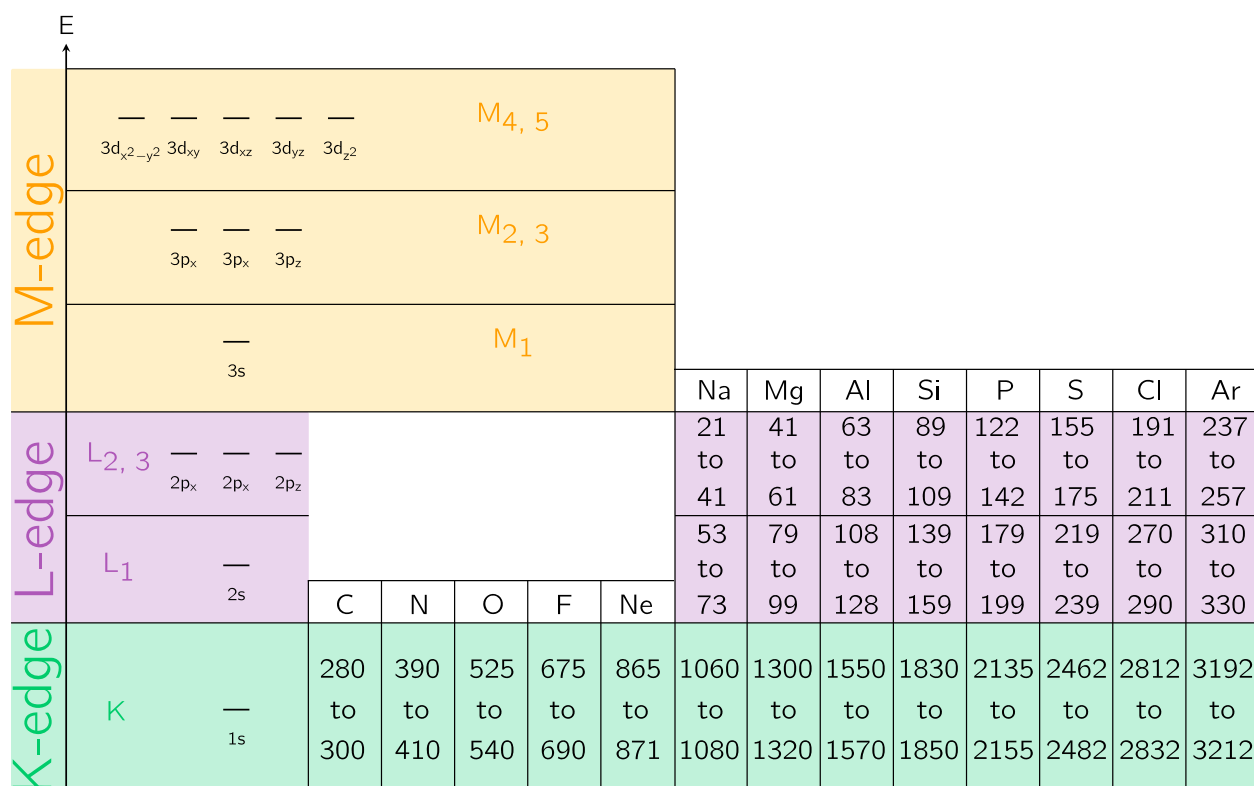 E
M-edge
M4, 5
3dx2−y2 3dxy 3dxz 3dyz 3dz2
M2, 3
3px 3px 3pz
M1
3s
Na Mg Al Si P S Cl Ar
L-edge
L2, 3
2px 2px 2pz
21 41 63 89 122 155 191 237
to to to to to to to to
41 61 83 109 142 175 211 257
L1
2s
53 79 108 139 179 219 270 310
to to to to to to to to
73 99 128 159 199 239 290 330
C N O F Ne
K-edge
K
1s
280 390 525 675 865 1060 1300 1550 1830 2135 2462 2812 3192
to to to to to to to to to to to to to
300 410 540 690 871 1080 1320 1570 1850 2155 2482 2832 3212